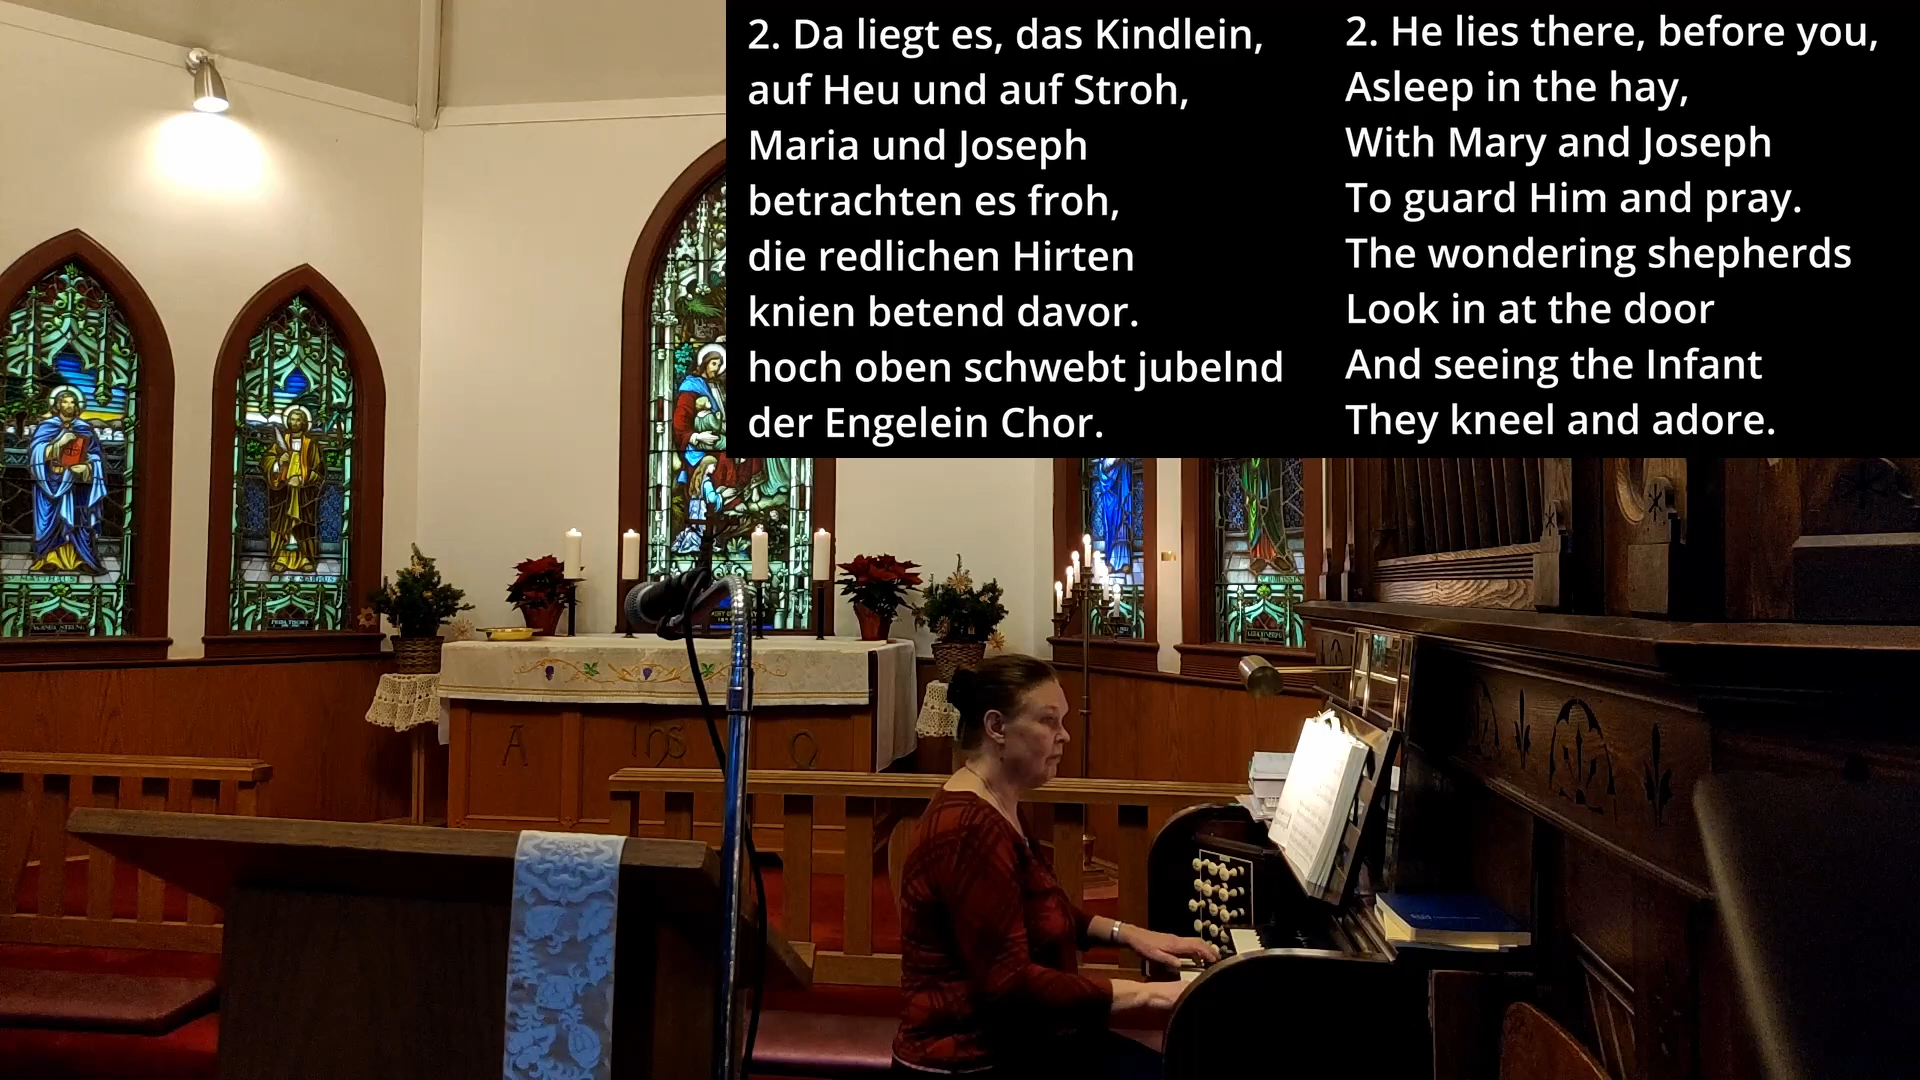 2. Da liegt es, das Kindlein,
auf Heu und auf Stroh,
Maria und Joseph
betrachten es froh,
die redlichen Hirten
knien betend davor.
hoch oben schwebt jubelnd
der Engelein Chor.
2. He lies there, before you,
Asleep in the hay,
With Mary and Joseph
To guard Him and pray.
The wondering shepherds
Look in at the door
And seeing the Infant
They kneel and adore.
MATTHÄUS
A
IHS
Ω